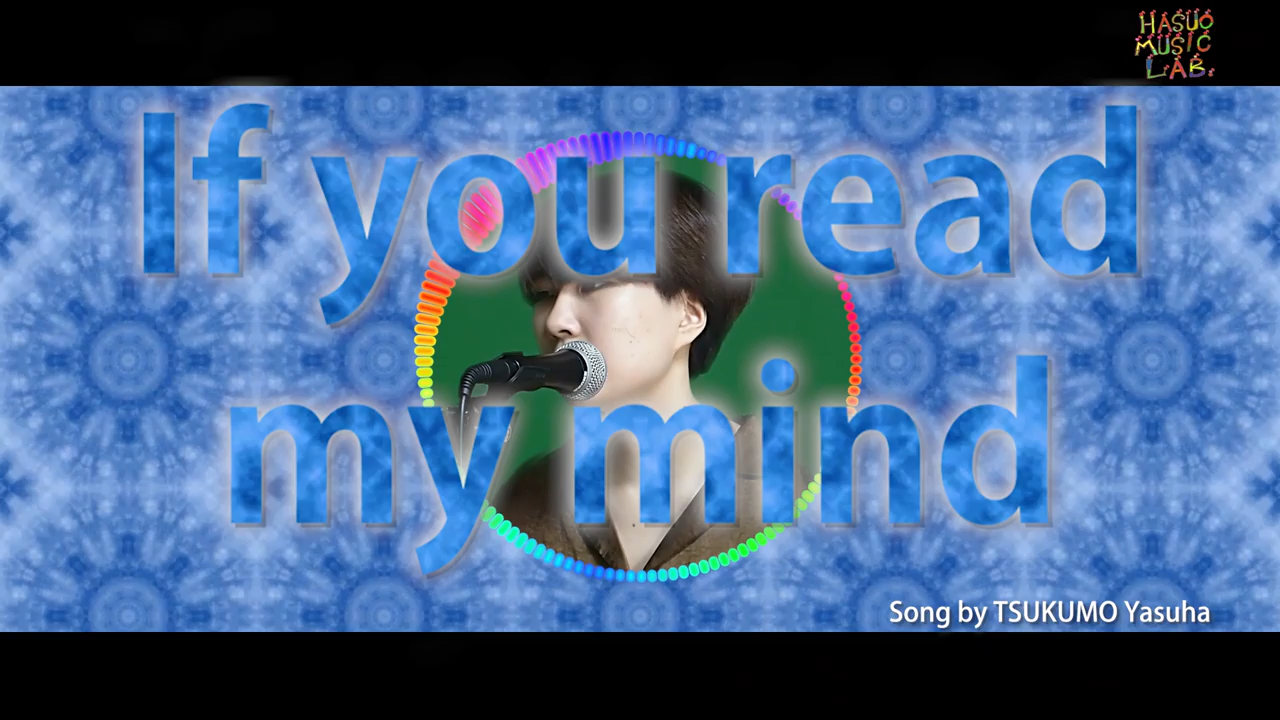 HASUO
MUSIC
LAB.
If you read
my mind
Song by TSUKUMO Yasuha